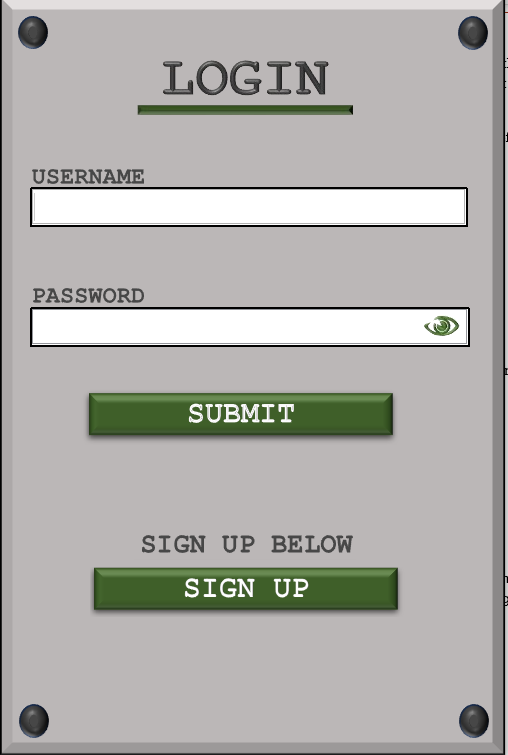 LOGIN
USERNAME
PASSWORD
SUBMIT
SIGN UP BELOW
SIGN UP